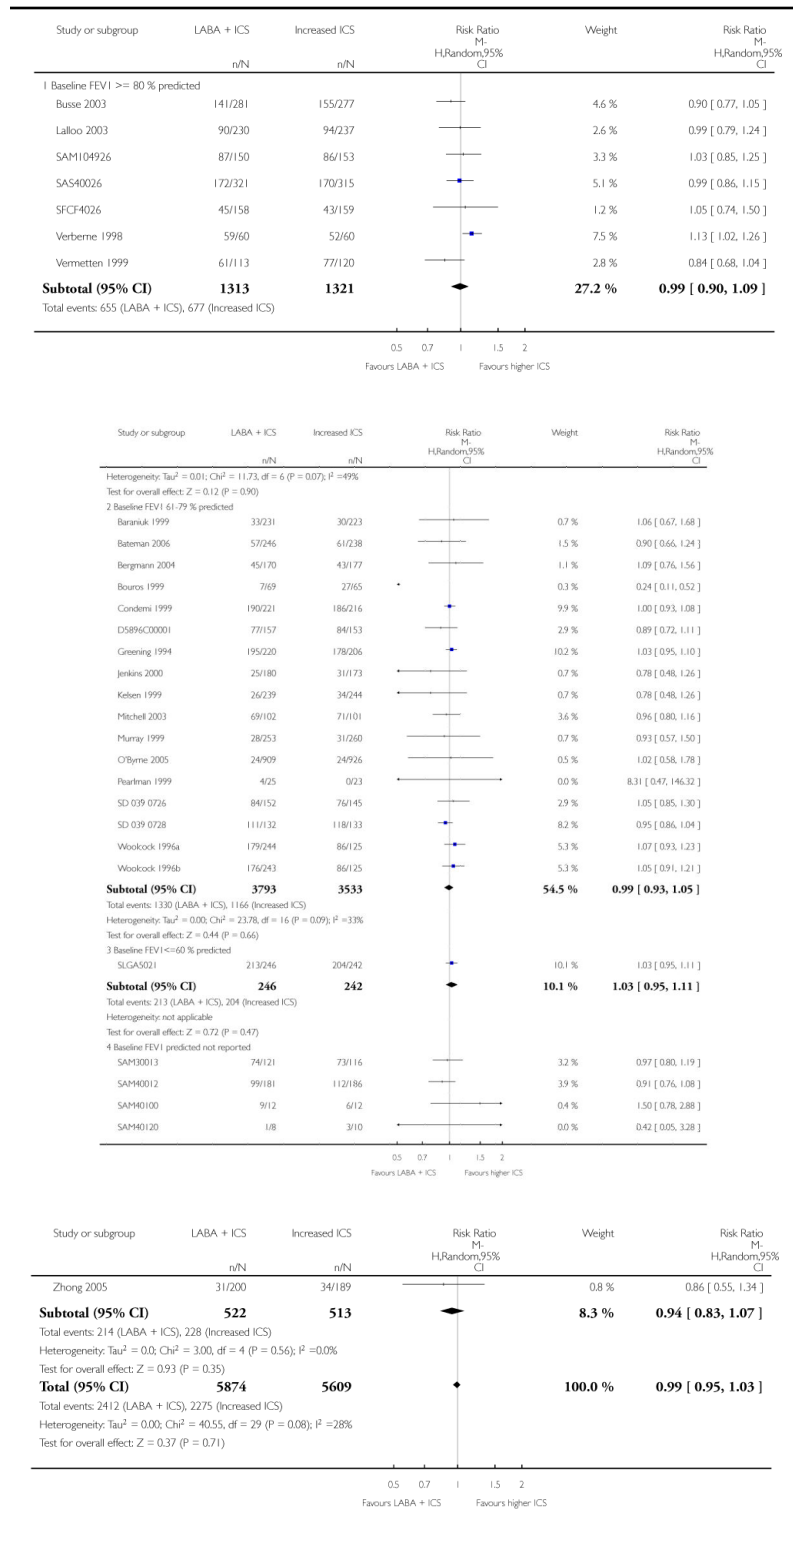 Study or subgroup LABA + ICS Increased ICS Risk Ratio Weight Risk Ratio
M- M-
H,Random,95% H,Random,95%
n/N n/N CI CI
1 Baseline FEV1 >= 80 % predicted
Busse 2003 141/281 155/277 4.6 % 0.90 [ 0.77, 1.05 ]
Lalloo 2003 90/230 94/237 2.6 % 0.99 [ 0.79, 1.24 ]
SAM104926 87/150 86/153 3.3 % 1.03 [ 0.85, 1.25 ]
SAS40026 172/321 170/315 5.1 % 0.99 [ 0.86, 1.15 ]
SFCF4026 45/158 43/159 1.2 % 1.05 [ 0.74, 1.50 ]
Verberne 1998 59/60 52/60 7.5 % 1.13 [ 1.02, 1.26 ]
Vermetten 1999 61/113 77/120 2.8 % 0.84 [ 0.68, 1.04 ]
Subtotal (95% CI) 1313 1321 27.2 % 0.99 [ 0.90, 1.09 ]
Total events: 655 (LABA + ICS), 677 (Increased ICS)
0.5 0.7 1 1.5 2
Favours LABA + ICS Favours higher ICS
Study or subgroup LABA + ICS Increased ICS Risk Ratio Weight Risk Ratio
M- M-
H,Random,95% H,Random,95%
n/N n/N CI CI
Heterogeneity: Tau² = 0.01; Chi² = 11.73, df = 6 (P = 0.07); I² =49%
Test for overall effect: Z = 0.12 (P = 0.90)
2 Baseline FEV1 61-79 % predicted
Baraniuk 1999 33/231 30/223 0.7 % 1.06 [ 0.67, 1.68 ]
Bateman 2006 57/246 61/238 1.5 % 0.90 [ 0.66, 1.24 ]
Bergmann 2004 45/170 43/177 1.1 % 1.09 [ 0.76, 1.56 ]
Bouros 1999 7/69 27/65 0.3 % 0.24 [ 0.11, 0.52 ]
Condemi 1999 190/221 186/216 9.9 % 1.00 [ 0.93, 1.08 ]
D5896C00001 77/157 84/153 2.9 % 0.89 [ 0.72, 1.11 ]
Greening 1994 195/220 178/206 10.2 % 1.03 [ 0.95, 1.10 ]
Jenkins 2000 25/180 31/173 0.7 % 0.78 [ 0.48, 1.26 ]
Kelsen 1999 26/239 34/244 0.7 % 0.78 [ 0.48, 1.26 ]
Mitchell 2003 69/102 71/101 3.6 % 0.96 [ 0.80, 1.16 ]
Murray 1999 28/253 31/260 0.7 % 0.93 [ 0.57, 1.50 ]
O'Byrne 2005 24/909 24/926 0.5 % 1.02 [ 0.58, 1.78 ]
Pearlman 1999 4/25 0/23 0.0 % 8.31 [ 0.47, 146.32 ]
SD 039 0726 84/152 76/145 2.9 % 1.05 [ 0.85, 1.30 ]
SD 039 0728 111/132 118/133 8.2 % 0.95 [ 0.86, 1.04 ]
Woolcock 1996a 179/244 86/125 5.3 % 1.07 [ 0.93, 1.23 ]
Woolcock 1996b 176/243 86/125 5.3 % 1.05 [ 0.91, 1.21 ]
Subtotal (95% CI) 3793 3533 54.5 % 0.99 [ 0.93, 1.05 ]
Total events: 1330 (LABA + ICS), 1166 (Increased ICS)
Heterogeneity: Tau² = 0.00; Chi² = 23.78, df = 16 (P = 0.09); I² =33%
Test for overall effect: Z = 0.44 (P = 0.66)
3 Baseline FEV1<=60 % predicted
SLGA5021 213/246 204/242 10.1 % 1.03 [ 0.95, 1.11 ]
Subtotal (95% CI) 246 242 10.1 % 1.03 [ 0.95, 1.11 ]
Total events: 213 (LABA + ICS), 204 (Increased ICS)
Heterogeneity: not applicable
Test for overall effect: Z = 0.72 (P = 0.47)
4 Baseline FEV1 predicted not reported
SAM30013 74/121 73/116 3.2 % 0.97 [ 0.80, 1.19 ]
SAM40012 99/181 112/186 3.9 % 0.91 [ 0.76, 1.08 ]
SAM40100 9/12 6/12 0.4 % 1.50 [ 0.78, 2.88 ]
SAM40120 1/8 3/10 0.0 % 0.42 [ 0.05, 3.28 ]
0.5 0.7 1 1.5 2
Favours LABA + ICS Favours higher ICS
Study or subgroup LABA + ICS Increased ICS Risk Ratio Weight Risk Ratio
M- M-
H,Random,95% H,Random,95%
n/N n/N CI CI
Zhong 2005 31/200 34/189 0.8 % 0.86 [ 0.55, 1.34 ]
Subtotal (95% CI) 522 513 8.3 % 0.94 [ 0.83, 1.07 ]
Total events: 214 (LABA + ICS), 228 (Increased ICS)
Heterogeneity: Tau² = 0.0; Chi² = 3.00, df = 4 (P = 0.56); I² =0.0%
Test for overall effect: Z = 0.93 (P = 0.35)
Total (95% CI) 5874 5609 100.0 % 0.99 [ 0.95, 1.03 ]
Total events: 2412 (LABA + ICS), 2275 (Increased ICS)
Heterogeneity: Tau² = 0.00; Chi² = 40.55, df = 29 (P = 0.08); I² =28%
Test for overall effect: Z = 0.37 (P = 0.71)
0.5 0.7 1 1.5 2
Favours LABA + ICS Favours higher ICS